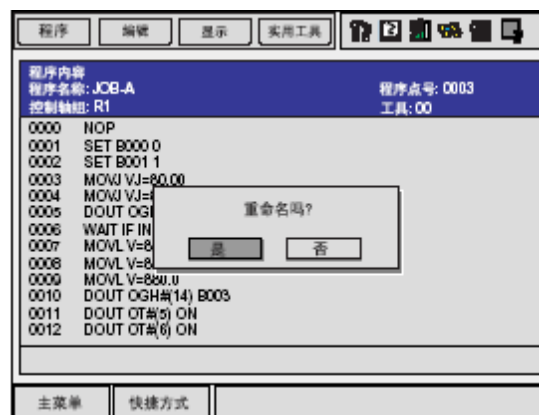 程序 编辑 显示 实用工具
程序内容
程序名称: JOB-A 程序点号: 0003
控制轴组: R1 工具: 00
0000 NOP
0001 SET B000 0
0002 SET B001 1
0003 MOVJ VJ=80.00
0004 MOVJ VJ=
0005 DOUT OG
0006 WAIT IF IN
0007 MOVL V=8
0008 MOVL V=8
0009 MOVL V=880.0
0010 DOUT OGH#(14) B003
0011 DOUT OT#(5) ON
0012 DOUT OT#(6) ON
重命名吗?
是 否
主菜单 快捷方式